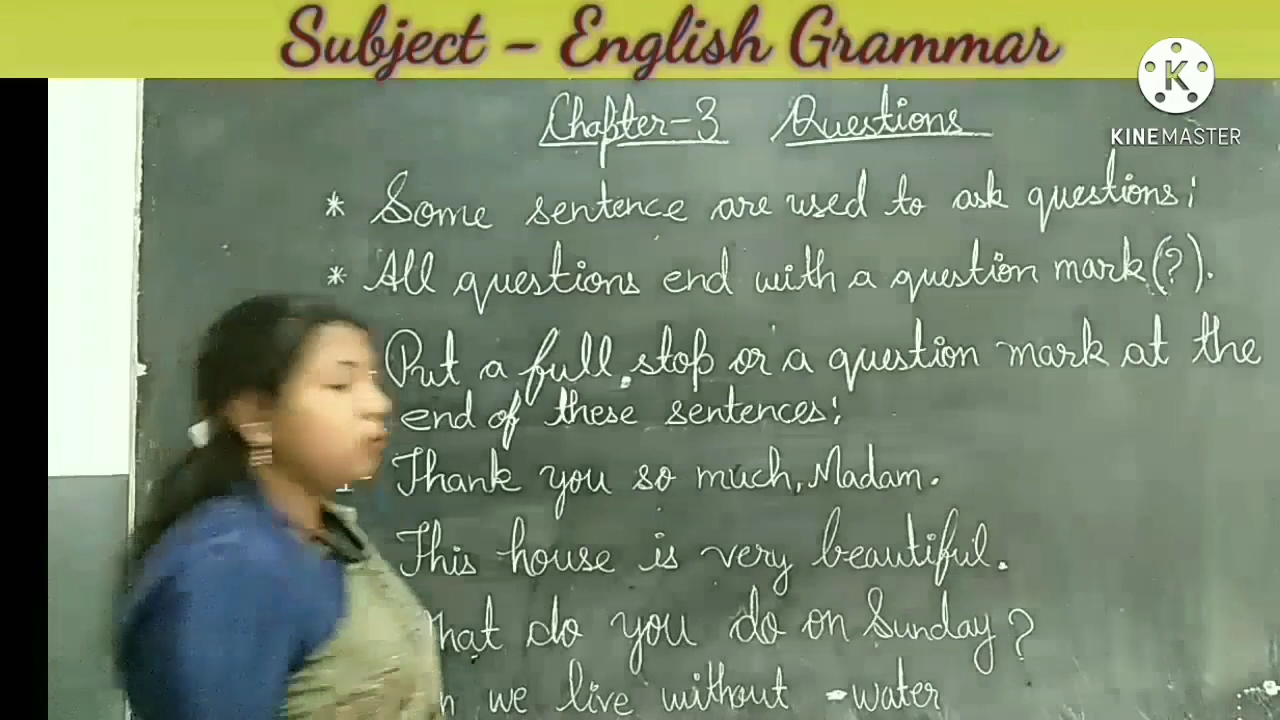 Subject - English Grammar
K
KINEMASTER
Chapter-3 Questions
* Some sentence are used to ask questions;
* All questions end with a question mark(?).
Put a full stop or a question mark at the
end of these sentences:
Thank you so much, Madam.
This house is very beautiful.
hat do you do on Sunday?
n we live without water